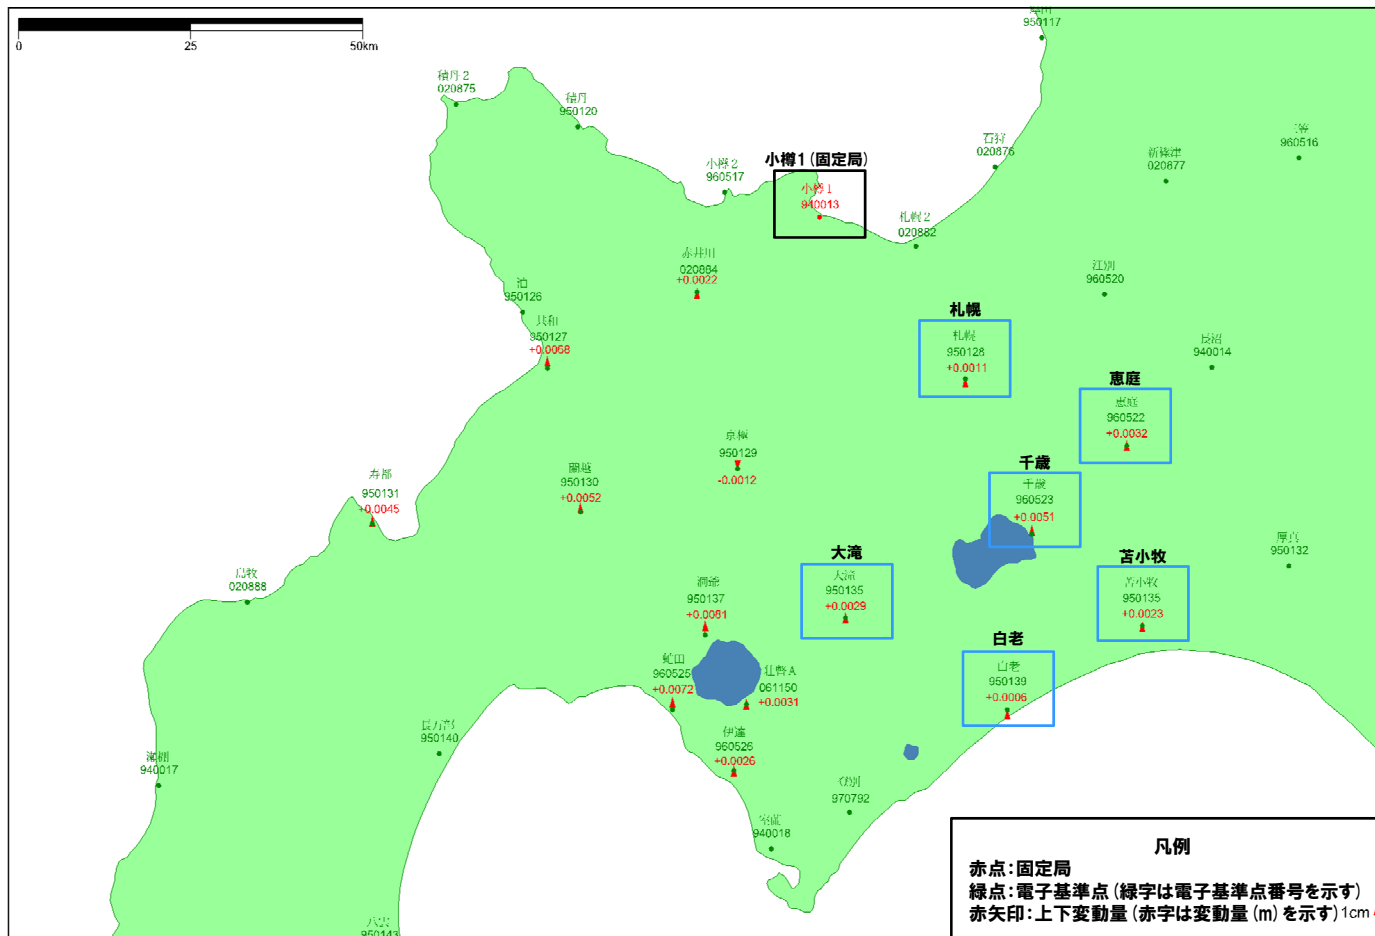 0
25
50km
950117
積丹２
020875
積丹
950120
石狩
020876
三笠
960516
新篠津
020877
小樽２
960517
小樽1(固定局)
小樽１
940013
札幌２
020882
赤井川
020884
+0.0022
江別
960520
泊
950126
共和
950127
+0.0068
札幌
札幌
950128
+0.0011
長沼
940014
恵庭
恵庭
960522
+0.0032
京極
950129
-0.0012
蘭越
950130
+0.0052
寿都
950131
+0.0045
千歳
千歳
960523
+0.0051
厚真
950132
島牧
020888
大滝
大滝
950135
+0.0029
苫小牧
苫小牧
950135
+0.0023
洞爺
950137
+0.0081
虻田
960525
+0.0072
壮瞥Ａ
061150
+0.0031
白老
白老
950139
+0.0006
長万部
950140
伊達
960526
+0.0026
瀬棚
940017
登別
970792
室蘭
940018
八雲
950143
凡例
赤点：固定局
緑点：電子基準点(緑字は電子基準点番号を示す)
赤矢印：上下変動量(赤字は変動量(m)を示す)1cm